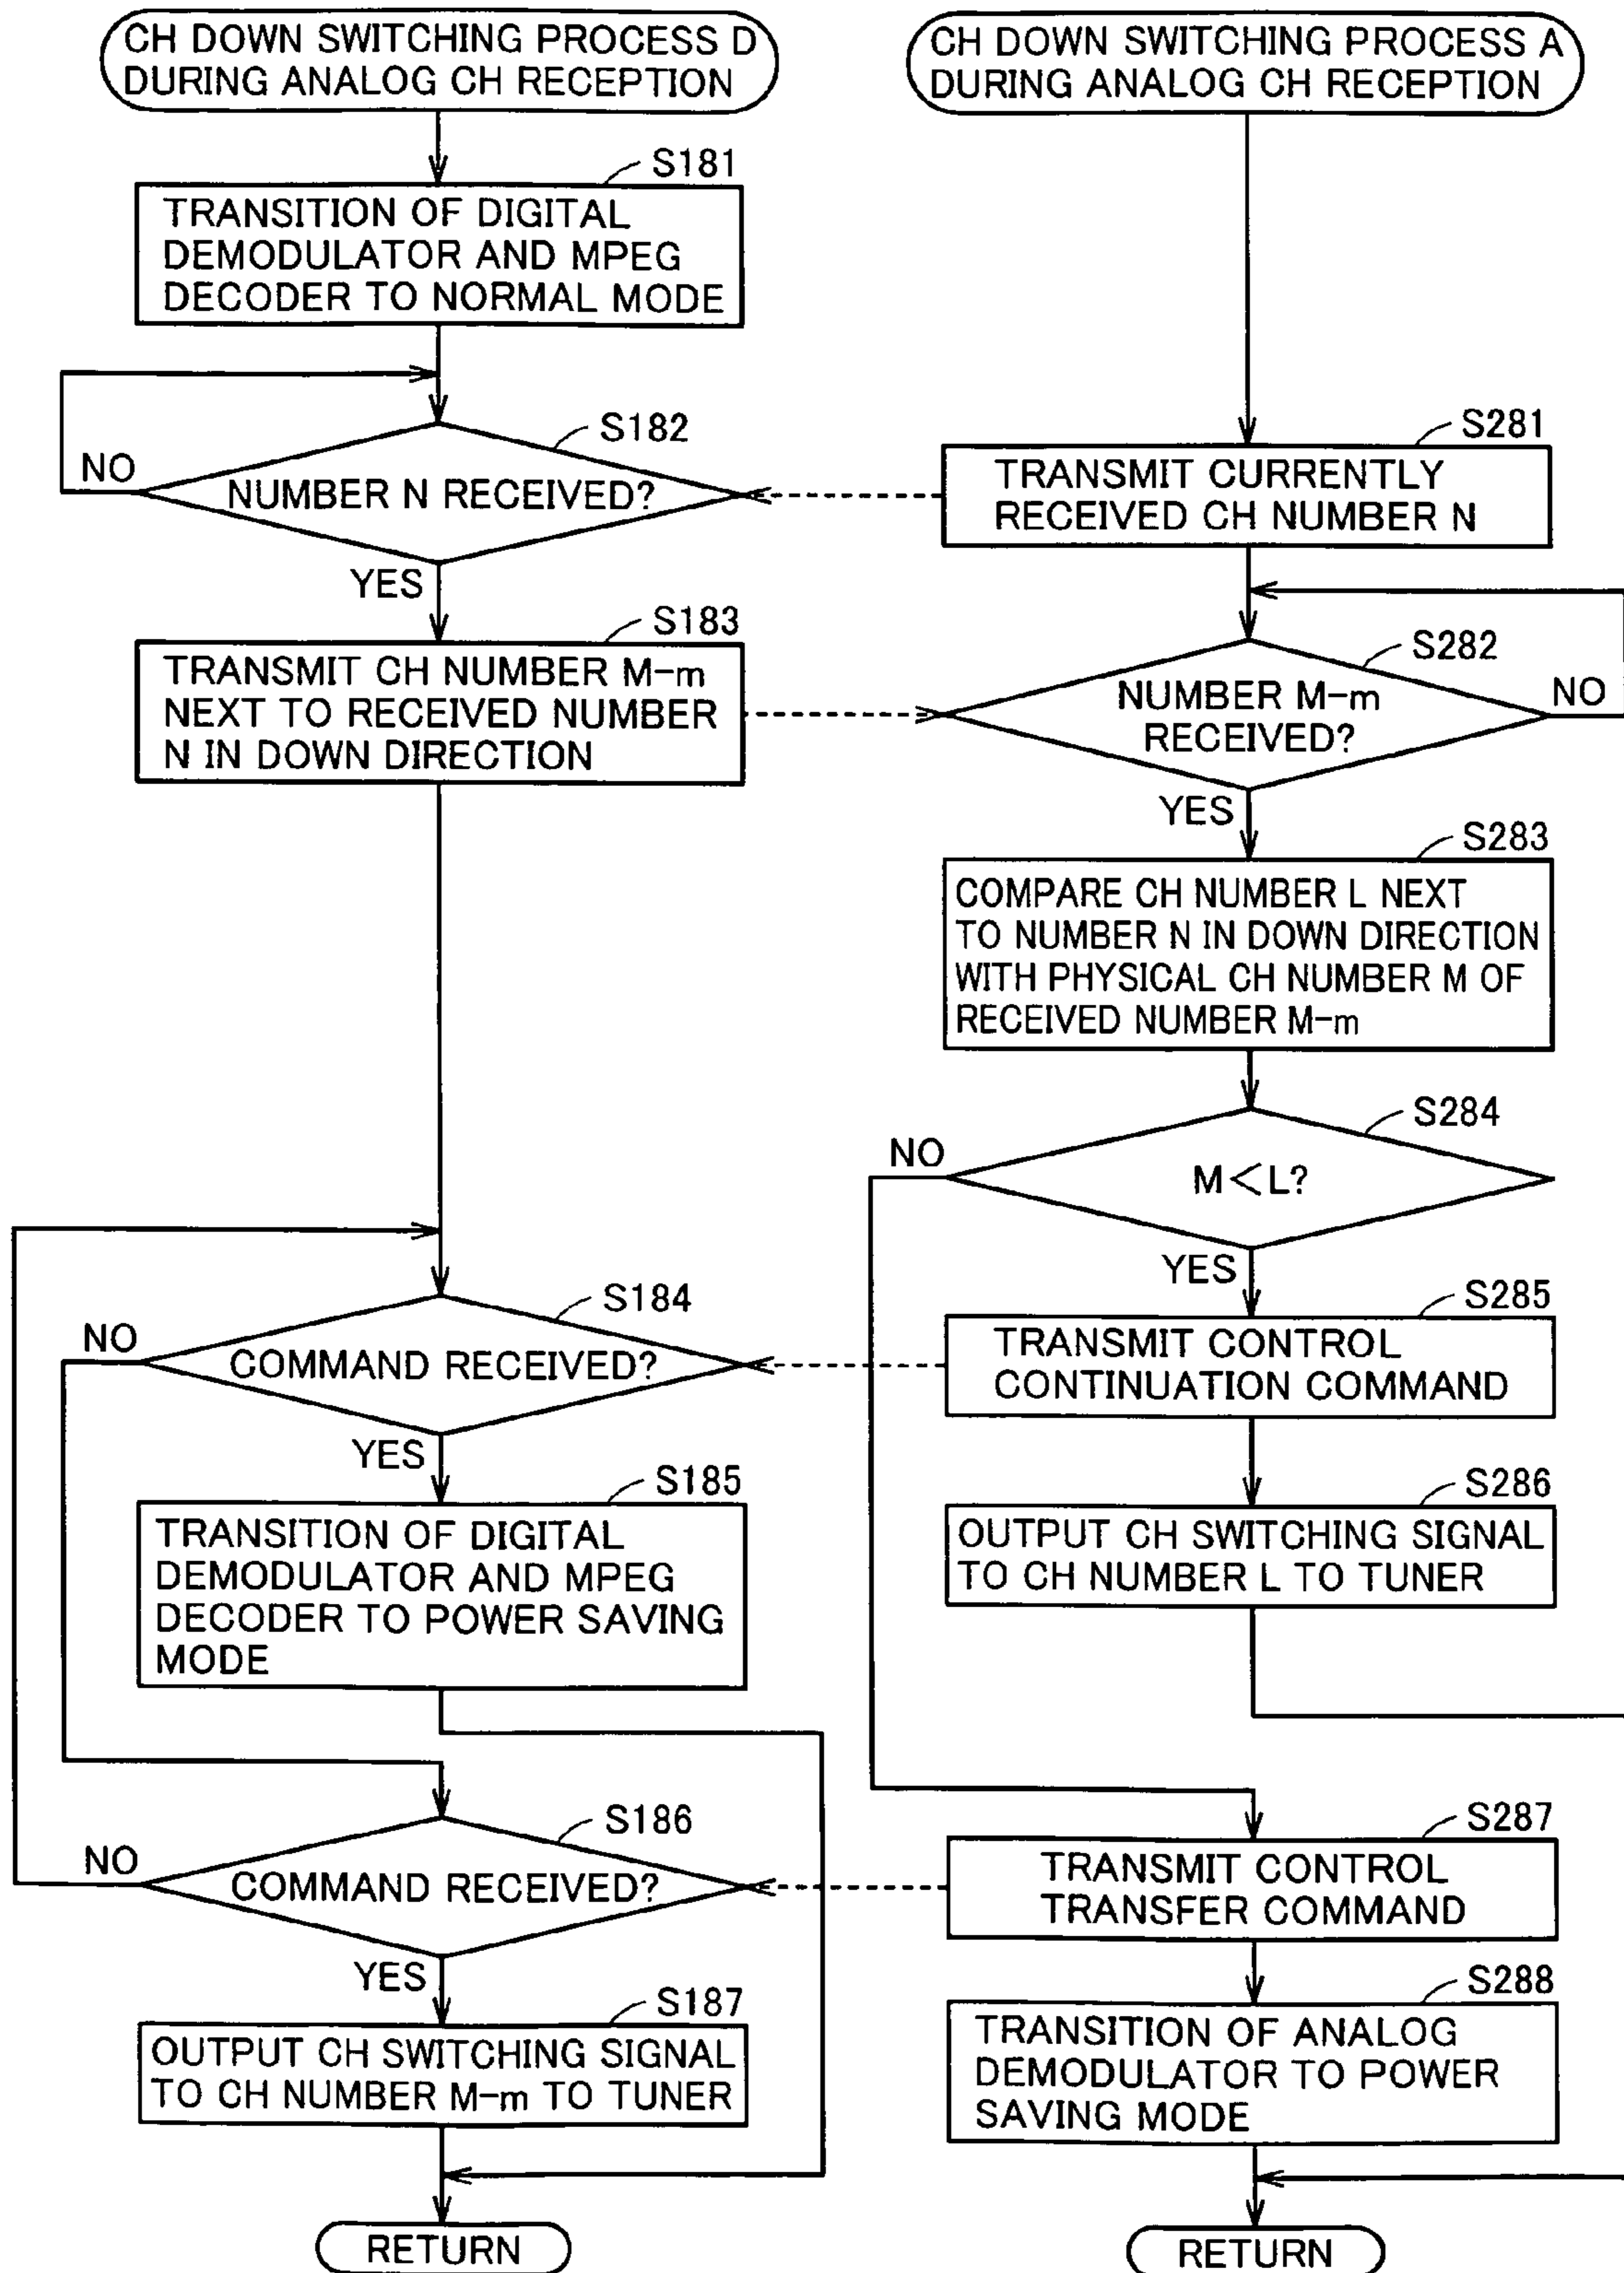 CH DOWN SWITCHING PROCESS D
DURING ANALOG CH RECEPTION
S181
TRANSITION OF DIGITAL
DEMODULATOR AND MPEG
DECODER TO NORMAL MODE
S182
NO
NUMBER N RECEIVED?
YES
S183
TRANSMIT CH NUMBER M-m
NEXT TO RECEIVED NUMBER
N IN DOWN DIRECTION
S184
NO
COMMAND RECEIVED?
YES
S185
TRANSITION OF DIGITAL
DEMODULATOR AND MPEG
DECODER TO POWER SAVING
MODE
S186
NO
COMMAND RECEIVED?
YES
S187
OUTPUT CH SWITCHING SIGNAL
TO CH NUMBER M-m TO TUNER
RETURN
CH DOWN SWITCHING PROCESS A
DURING ANALOG CH RECEPTION
S281
TRANSMIT CURRENTLY
RECEIVED CH NUMBER N
S282
NUMBER M-m
RECEIVED?
NO
YES
S283
COMPARE CH NUMBER L NEXT
TO NUMBER N IN DOWN DIRECTION
WITH PHYSICAL CH NUMBER M OF
RECEIVED NUMBER M-m
S284
NO
M<L?
YES
S285
TRANSMIT CONTROL
CONTINUATION COMMAND
S286
OUTPUT CH SWITCHING SIGNAL
TO CH NUMBER L TO TUNER
S287
TRANSMIT CONTROL
TRANSFER COMMAND
S288
TRANSITION OF ANALOG
DEMODULATOR TO POWER
SAVING MODE
RETURN